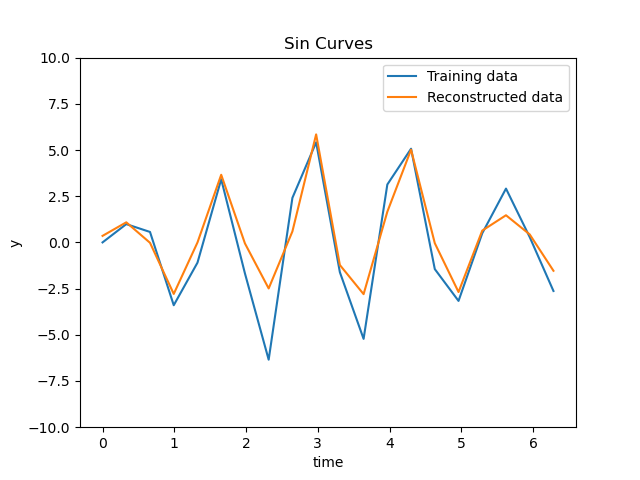 Sin Curves
10.0
7.5
5.0
2.5
0.0
−2.5
−5.0
−7.5
−10.0
y
Training data
Reconstructed data
0 1 2 3 4 5 6
time